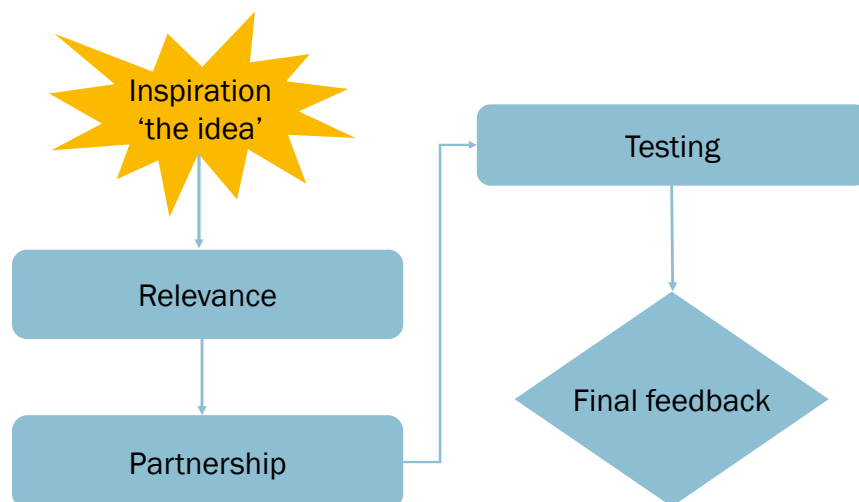 Inspiration
‘the idea’
Relevance
Partnership
Testing
Final feedback